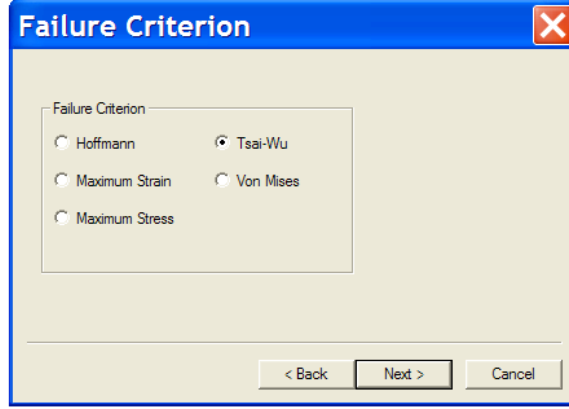 Failure Criterion
Failure Criterion
Hoffmann Tsai-Wu
Maximum Strain Von Mises
Maximum Stress
< Back Next > Cancel